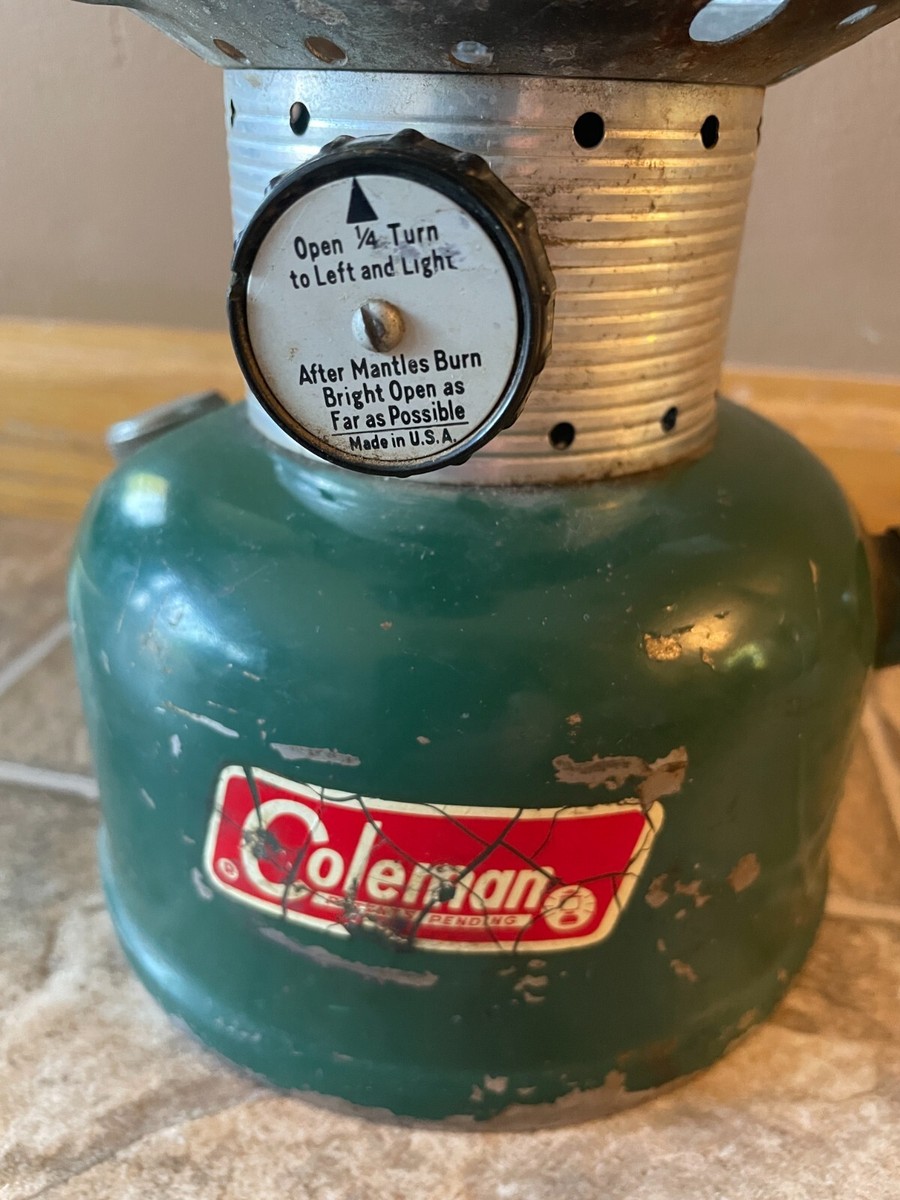 Open 1/4 Turn
to Left and Light
After Mantles Burn
Bright Open as
Far as Possible
Made in U.S.A.
® Coleman
PATENTS PENDING